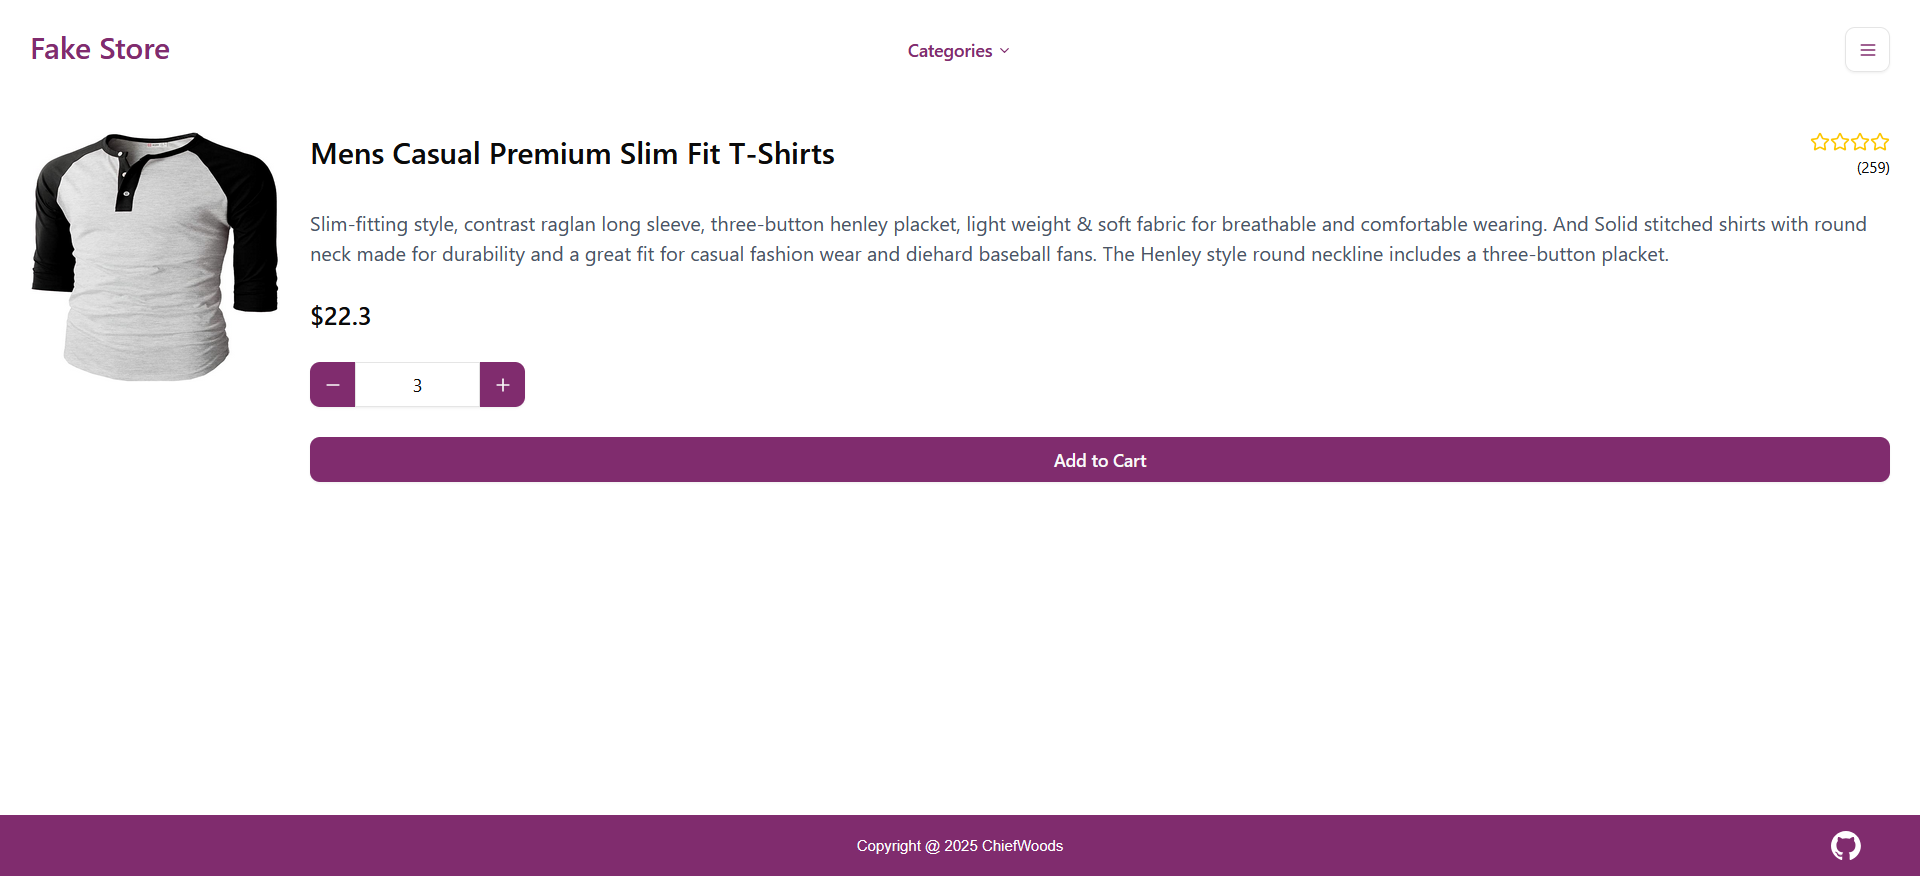 Fake Store
Categories
Mens Casual Premium Slim Fit T-Shirts
(259)
Slim-fitting style, contrast raglan long sleeve, three-button henley placket, light weight & soft fabric for breathable and comfortable wearing. And Solid stitched shirts with round
neck made for durability and a great fit for casual fashion wear and diehard baseball fans. The Henley style round neckline includes a three-button placket.
$22.3
3
Add to Cart
Copyright @ 2025 ChiefWoods